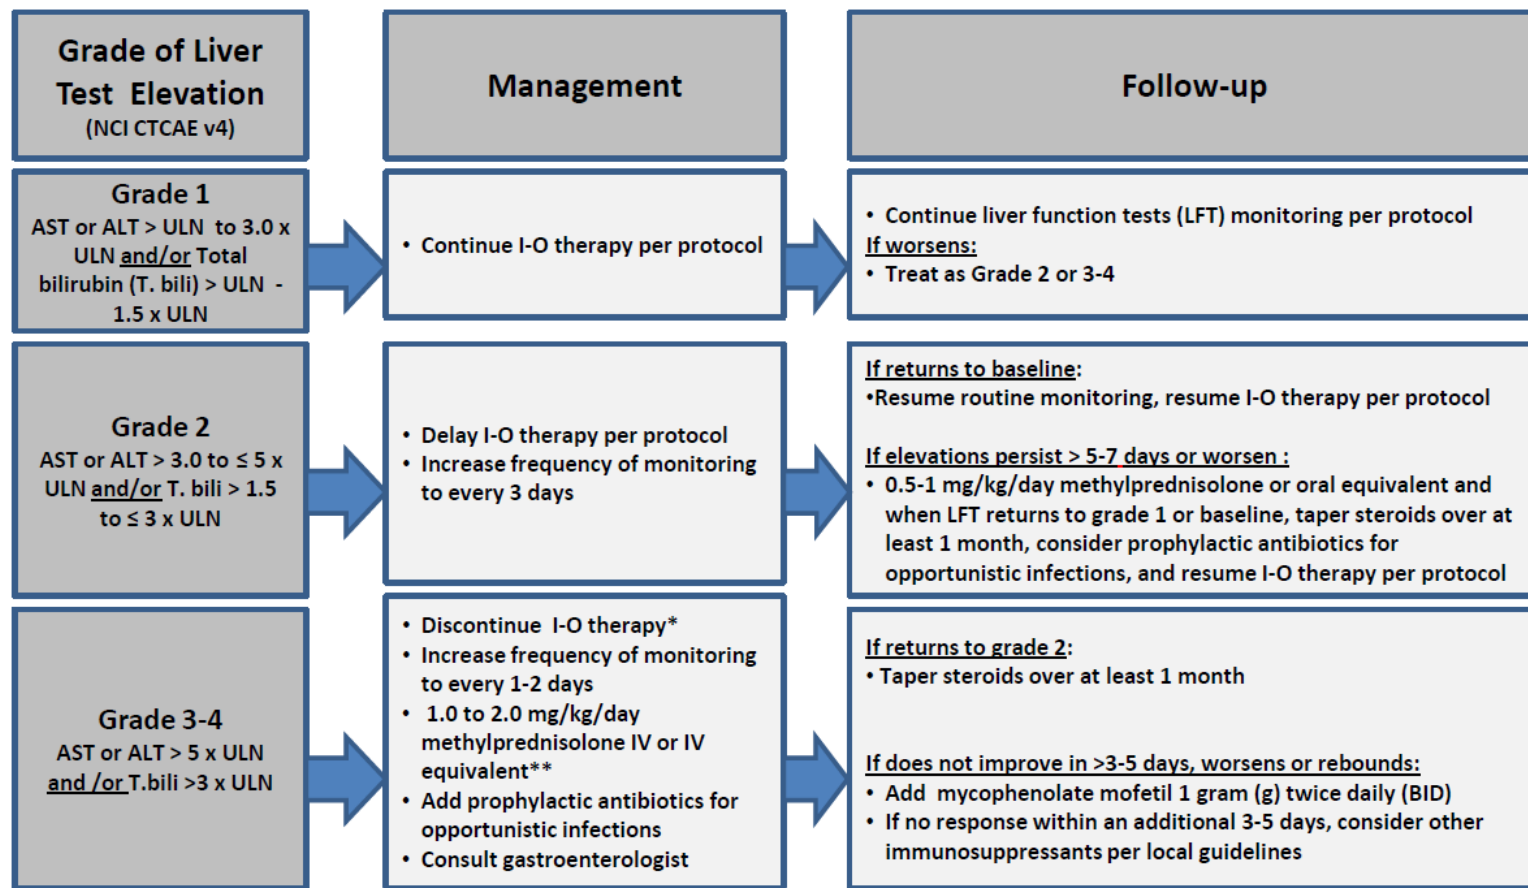 Grade of Liver
Test Elevation
(NCI CTCAE v4)
Management
Follow-up
Grade 1
AST or ALT > ULN to 3.0 x
ULN and/or Total
bilirubin (T. bili) > ULN -
1.5 x ULN
• Continue I-O therapy per protocol
• Continue liver function tests (LFT) monitoring per protocol
If worsens:
• Treat as Grade 2 or 3-4
Grade 2
AST or ALT > 3.0 to ≤ 5 x
ULN and/or T. bili > 1.5
to ≤ 3 x ULN
• Delay I-O therapy per protocol
• Increase frequency of monitoring
to every 3 days
If returns to baseline:
•Resume routine monitoring, resume I-O therapy per protocol
If elevations persist > 5-7 days or worsen :
• 0.5-1 mg/kg/day methylprednisolone or oral equivalent and
when LFT returns to grade 1 or baseline, taper steroids over at
least 1 month, consider prophylactic antibiotics for
opportunistic infections, and resume I-O therapy per protocol
Grade 3-4
AST or ALT > 5 x ULN
and /or T.bili >3 x ULN
• Discontinue I-O therapy*
• Increase frequency of monitoring
to every 1-2 days
• 1.0 to 2.0 mg/kg/day
methylprednisolone IV or IV
equivalent**
• Add prophylactic antibiotics for
opportunistic infections
• Consult gastroenterologist
If returns to grade 2:
• Taper steroids over at least 1 month
If does not improve in >3-5 days, worsens or rebounds:
• Add mycophenolate mofetil 1 gram (g) twice daily (BID)
• If no response within an additional 3-5 days, consider other
immunosuppressants per local guidelines